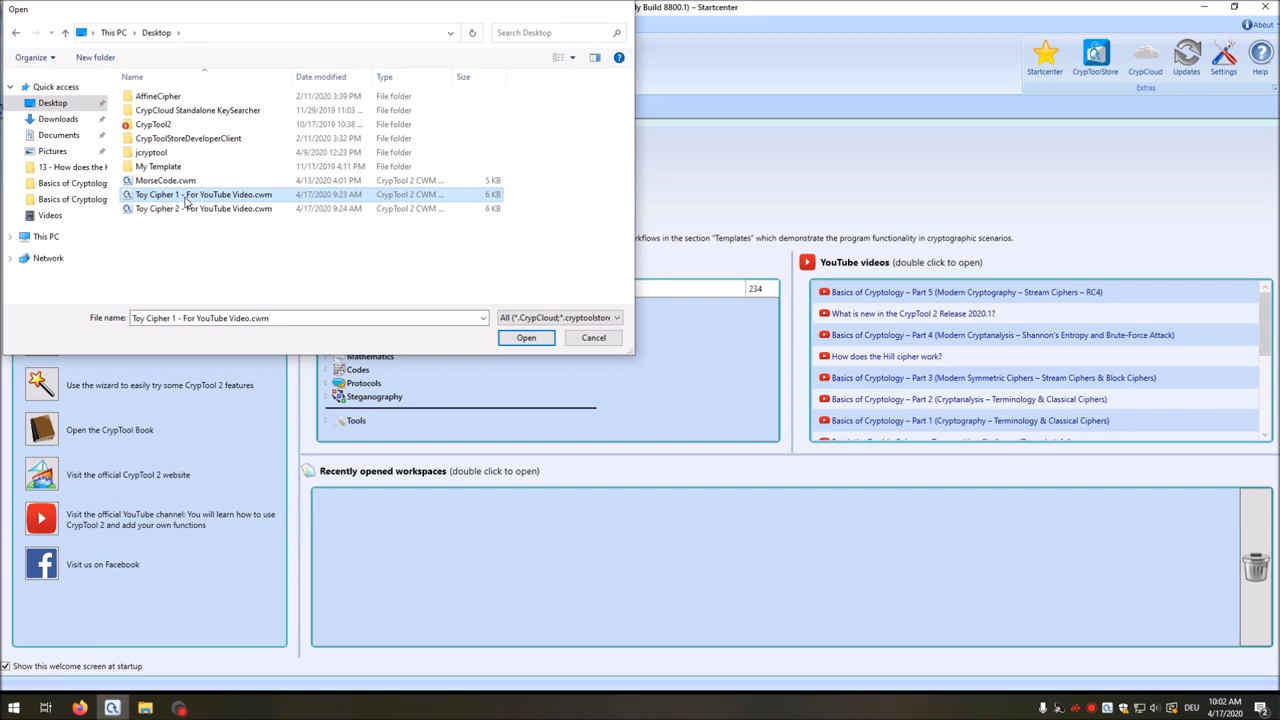 Open
ly Build 8800.1) – Startcenter
About
This PC
Desktop
Search Desktop
Organize
New folder
Startcenter
CrypToolStore
CrypCloud
Updates
Settings
Help
Extras
Name
Date modified
Type
Size
Quick access
Desktop
Downloads
Documents
Pictures
13 - How does the H
Basics of Cryptolog
Basics of Cryptolog
Videos
This PC
Network
AffineCipher 2/11/2020 3:39 PM File folder
CrypCloud Standalone KeySearcher 11/29/2019 11:03 ... File folder
CrypTool2 10/17/2019 10:38 ... File folder
CrypToolStoreDeveloperClient 2/11/2020 3:32 PM File folder
jcryptool 4/9/2020 12:23 PM File folder
My Template 11/11/2019 4:11 PM File folder
MorseCode.cwm 4/13/2020 4:01 PM CrypTool 2 CWM ... 5 KB
Toy Cipher 1 - For YouTube Video.cwm 4/17/2020 9:23 AM CrypTool 2 CWM ... 6 KB
Toy Cipher 2 - For YouTube Video.cwm 4/17/2020 9:24 AM CrypTool 2 CWM ... 6 KB
File name: Toy Cipher 1 - For YouTube Video.cwm
All (*.CrypCloud;*.cryptoolstore
Open
Cancel
workflows in the section "Templates" which demonstrate the program functionality in cryptographic scenarios.
234
Mathematics
Codes
Protocols
Steganography
Tools
YouTube videos (double click to open)
Basics of Cryptology – Part 5 (Modern Cryptography – Stream Ciphers – RC4)
What is new in the CrypTool 2 Release 2020.1?
Basics of Cryptology – Part 4 (Modern Cryptanalysis – Shannon's Entropy and Brute-Force Attack)
How does the Hill cipher work?
Basics of Cryptology – Part 3 (Modern Symmetric Ciphers – Stream Ciphers & Block Ciphers)
Basics of Cryptology – Part 2 (Cryptanalysis – Terminology & Classical Ciphers)
Basics of Cryptology – Part 1 (Cryptography – Terminology & Classical Ciphers)
Use the wizard to easily try some CrypTool 2 features
Open the CrypTool Book
Visit the official CrypTool 2 website
Visit the official YouTube channel: You will learn how to use
CrypTool 2 and add your own functions
Visit us on Facebook
Recently opened workspaces (double click to open)
Show this welcome screen at startup
DEU
10:02 AM
4/17/2020
2